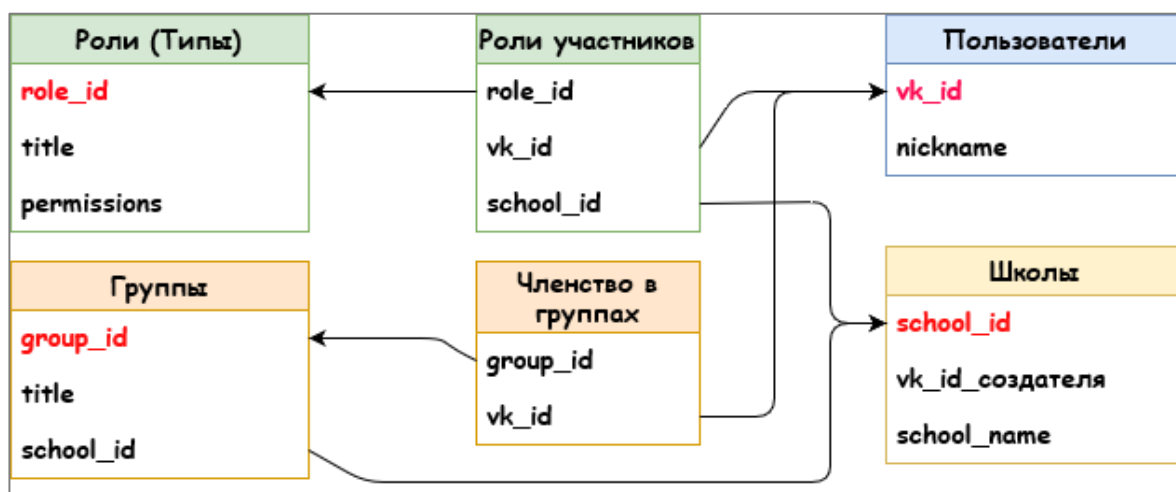 Роли (Типы)
role_id
title
permissions
Роли участников
role_id
vk_id
school_id
Пользователи
vk_id
nickname
Группы
group_id
title
school_id
Членство в
группах
group_id
vk_id
Школы
school_id
vk_id_создателя
school_name